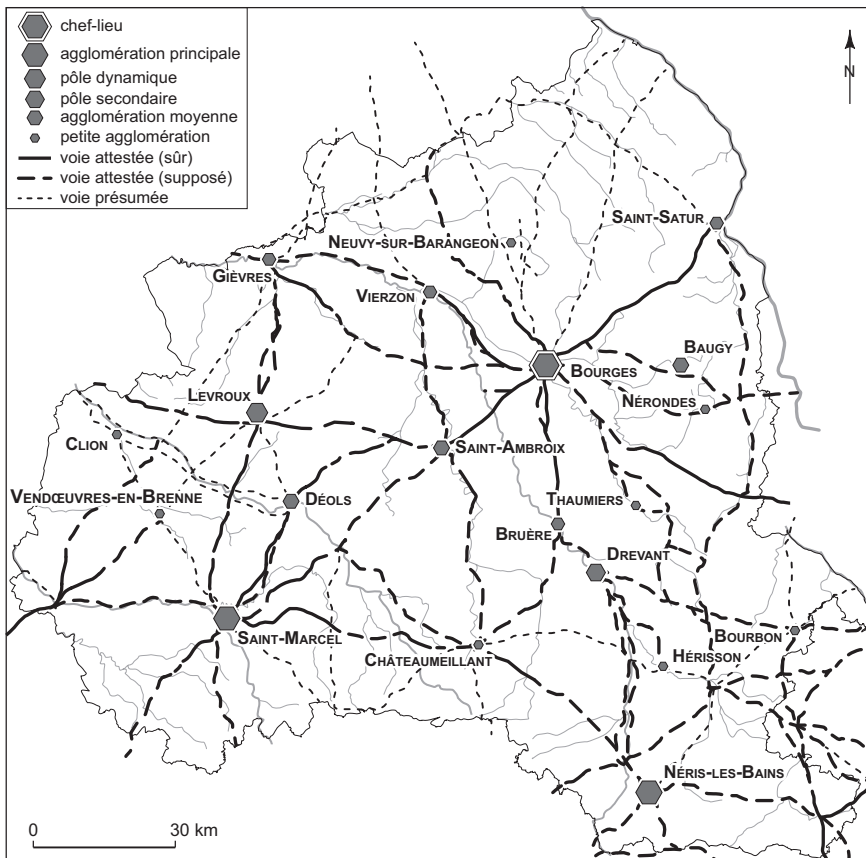 chef-lieu
agglomération principale
pôle dynamique
pôle secondaire
agglomération moyenne
petite agglomération
voie attestée (sûr)
voie attestée (supposé)
voie présumée
N
SAINT-SATUR
NEUVY-SUR-BARANGEON
GIÈVRES
VIERZON
BAUGY
BOURGES
LEVROUX
NÉRONDES
CLION
SAINT-AMBROIX
VENDŒUVRES-EN-BRENNE
DÉOLS
THAUMIERS
BRUÈRE
DREVANT
SAINT-MARCEL
BOURBON
CHÂTEAUMEILLANT
HÉRISSON
NÉRIS-LES-BAINS
0 30 km